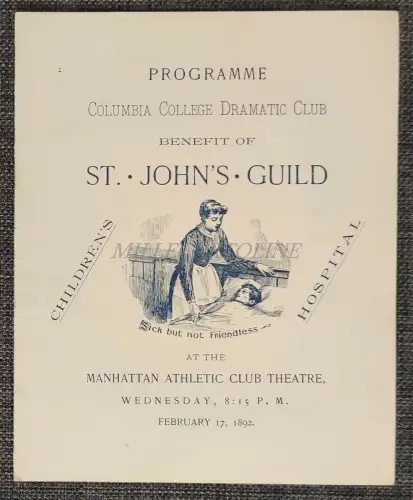 PROGRAMME
COLUMBIA COLLEGE DRAMATIC CLUB
BENEFIT OF
ST. · JOHN'S · GUILD
CHILDREN'S
HOSPITAL
Sick but not Friendless
AT THE
MANHATTAN ATHLETIC CLUB THEATRE,
WEDNESDAY, 8:15 P. M.
FEBRUARY 17, 1892.